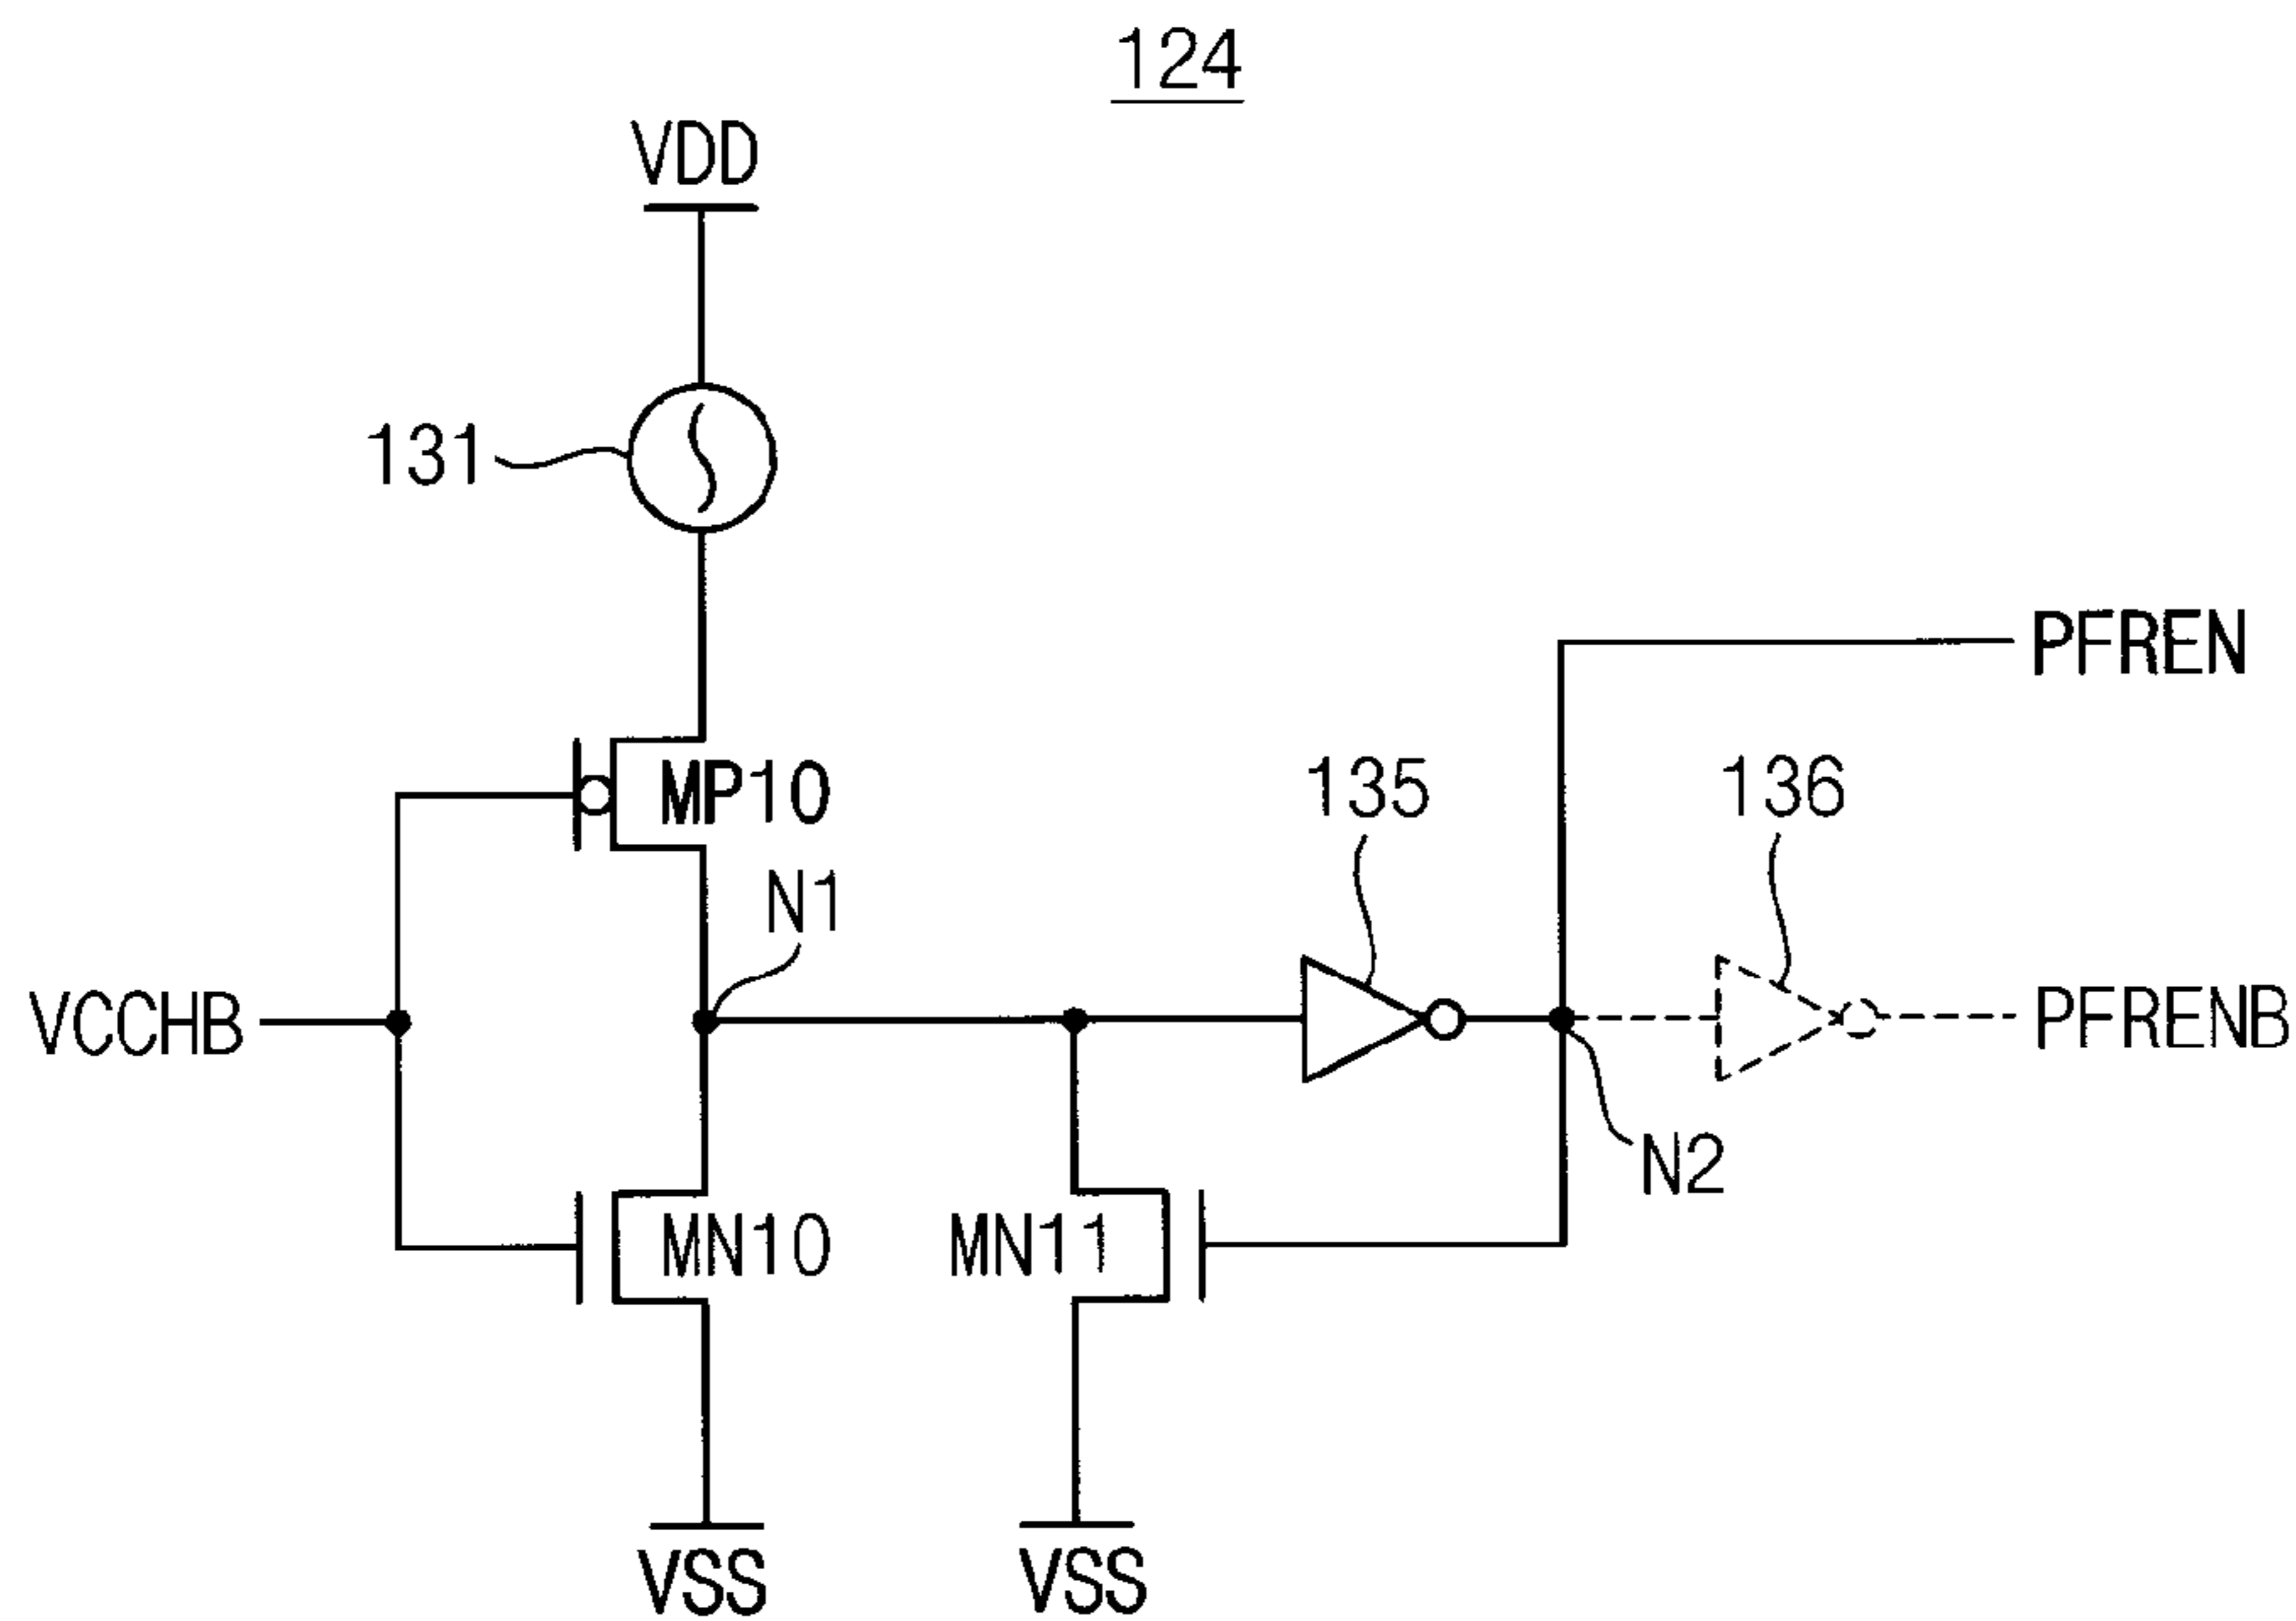 124
VDD
131
PFREN
MP10
135
136
N1
VCCHB
PFRENB
N2
MN10
MN11
VSS
VSS